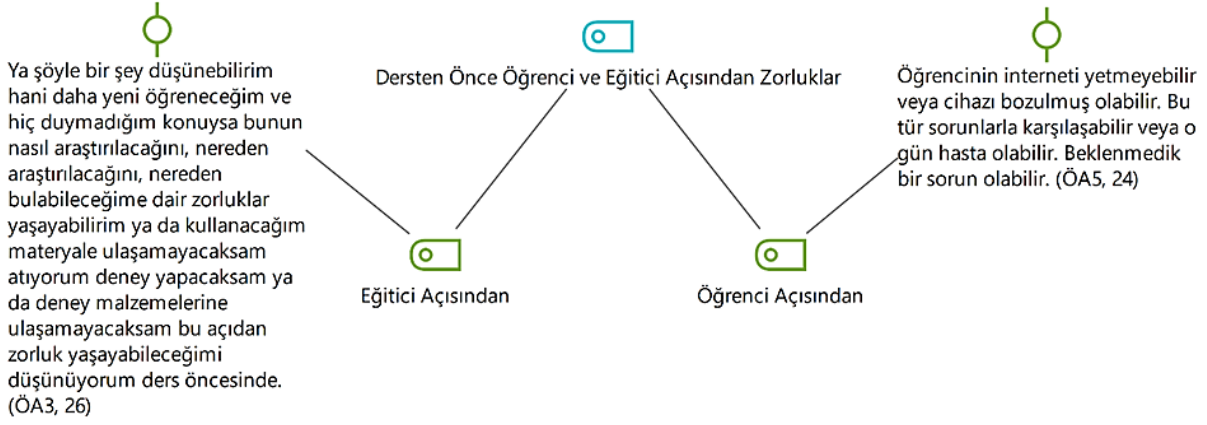 Ya şöyle bir şey düşünebilirim
hani daha yeni öğreneceğim ve
hiç duymadığım konuysa bunun
nasıl araştırılacağını, nereden
araştırılacağını, nereden
bulabileceğime dair zorluklar
yaşayabilirim ya da kullanacağım
materyale ulaşamayacaksam
atıyorum deney yapacaksam ya
da deney malzemelerine
ulaşamayacaksam bu açıdan
zorluk yaşayabileceğimi
düşünüyorum ders öncesinde.
(ÖA3, 26)
Dersten Önce Öğrenci ve Eğitici Açısından Zorluklar
Eğitici Açısından
Öğrenci Açısından
Öğrencinin interneti yetmeyebilir
veya cihazı bozulmuş olabilir. Bu
tür sorunlarla karşılaşabilir veya o
gün hasta olabilir. Beklenmedik
bir sorun olabilir. (ÖA5, 24)